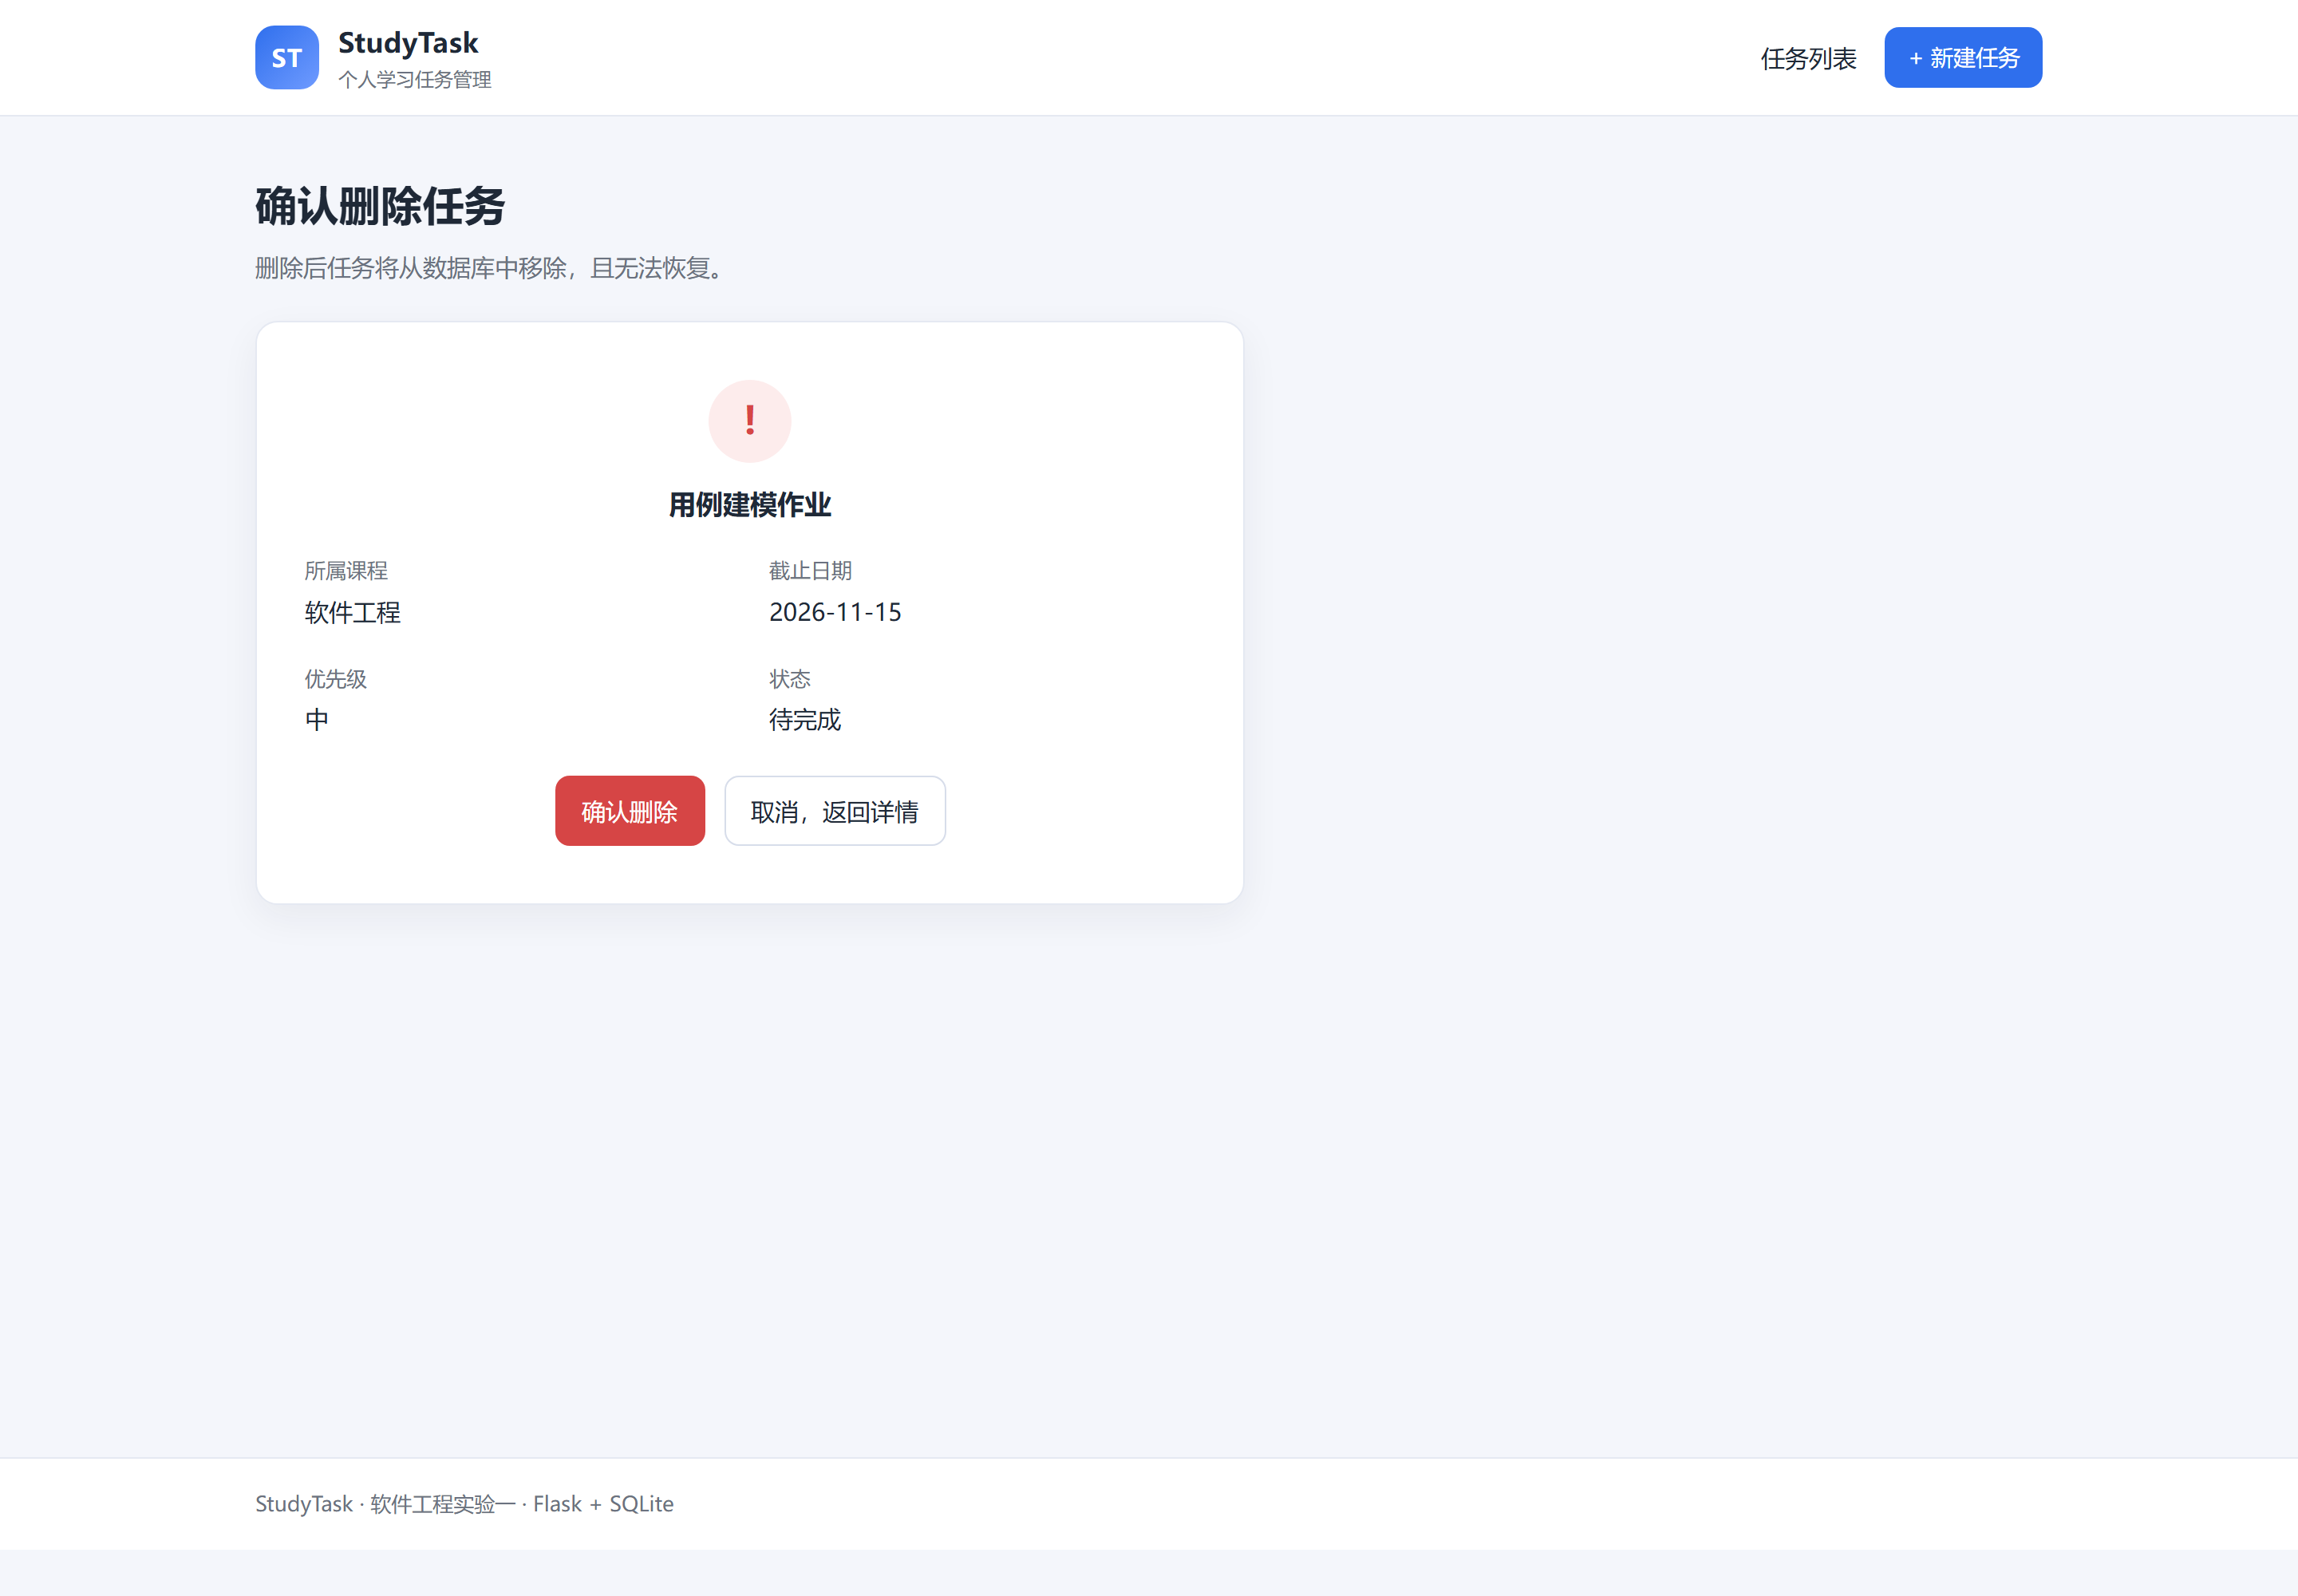 ST
StudyTask
个人学习任务管理
任务列表
+ 新建任务
确认删除任务
删除后任务将从数据库中移除，且无法恢复。
!
用例建模作业
所属课程
软件工程
截止日期
2026-11-15
优先级
中
状态
待完成
确认删除
取消，返回详情
StudyTask · 软件工程实验一 · Flask + SQLite